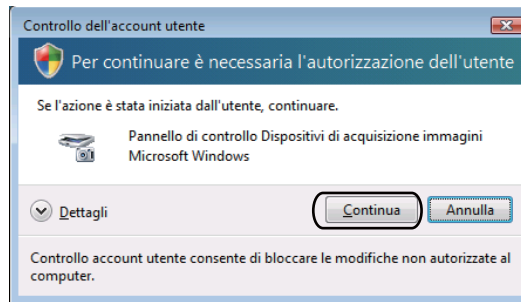 Controllo dell'account utente
Per continuare è necessaria l'autorizzazione dell'utente
Se l'azione è stata iniziata dall'utente, continuare.
Pannello di controllo Dispositivi di acquisizione immagini
Microsoft Windows
Dettagli
Continua
Annulla
Controllo account utente consente di bloccare le modifiche non autorizzate al
computer.